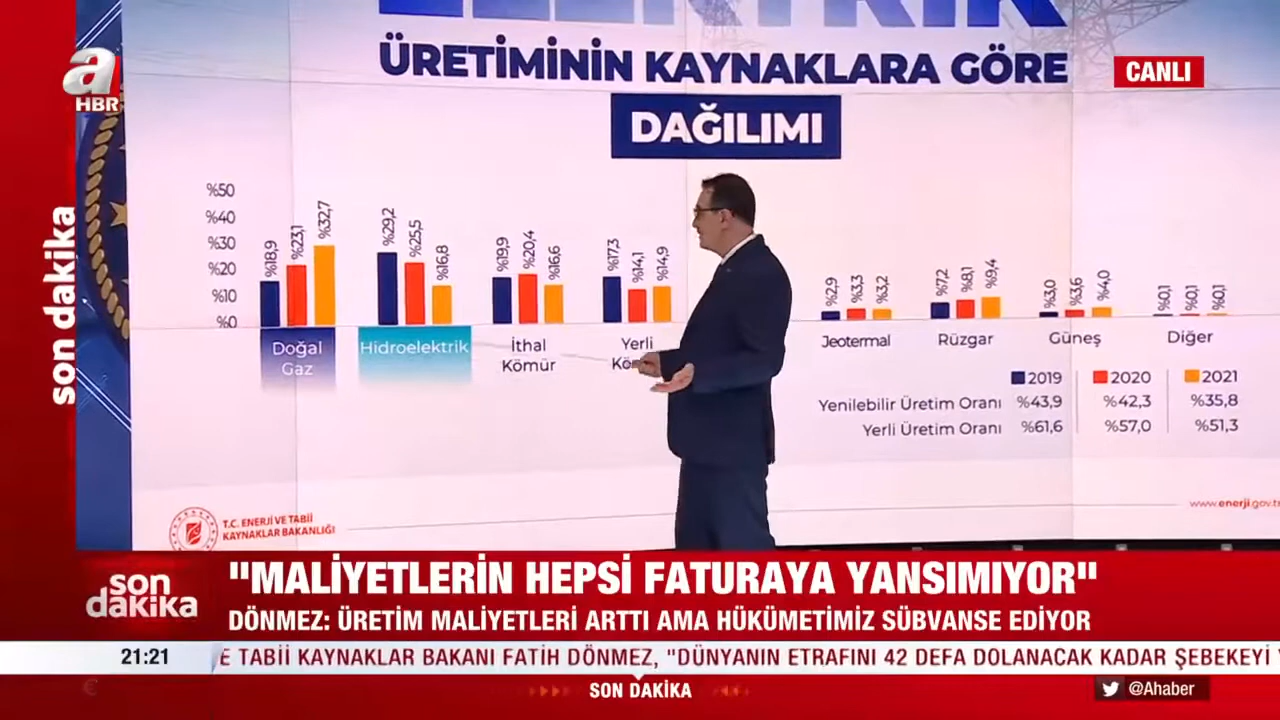 ELEKTRİK
ÜRETİMİNİN KAYNAKLARA GÖRE
DAĞILIMI
a
HBR
CANLI
son dakika
%50
%40
%30
%20
%10
%0
%18,9 %23,1 %32,7
Doğal
Gaz
%29,2 %25,5 %16,8
Hidroelektrik
%19,9 %20,4 %16,6
İthal
Kömür
%17,3 %14,1 %14,9
Yerli
%2,9 %3,3 %3,2
Jeotermal
%7,2 %8,1 %9,4
Rüzgar
%3,0 %3,6 %4,0
Güneş
%0,1 %0,1 %0,1
Diğer
2019 2020 2021
Yenilebilir Üretim Oranı %43,9 %42,3 %35,8
Yerli Üretim Oranı %61,6 %57,0 %51,3
T.C. ENERJİ VE TABİİ
KAYNAKLAR BAKANLIĞI
www.enerji.gov.t
son
dakika
"MALİYETLERİN HEPSİ FATURAYA YANSIMIYOR"
DÖNMEZ: ÜRETİM MALİYETLERİ ARTTI AMA HÜKÜMETİMİZ SÜBVANSE EDİYOR
21:21
E TABİİ KAYNAKLAR BAKANI FATİH DÖNMEZ, "DÜNYANIN ETRAFINI 42 DEFA DOLANACAK KADAR ŞEBEKEYİ
€
SON DAKİKA
@Ahaber